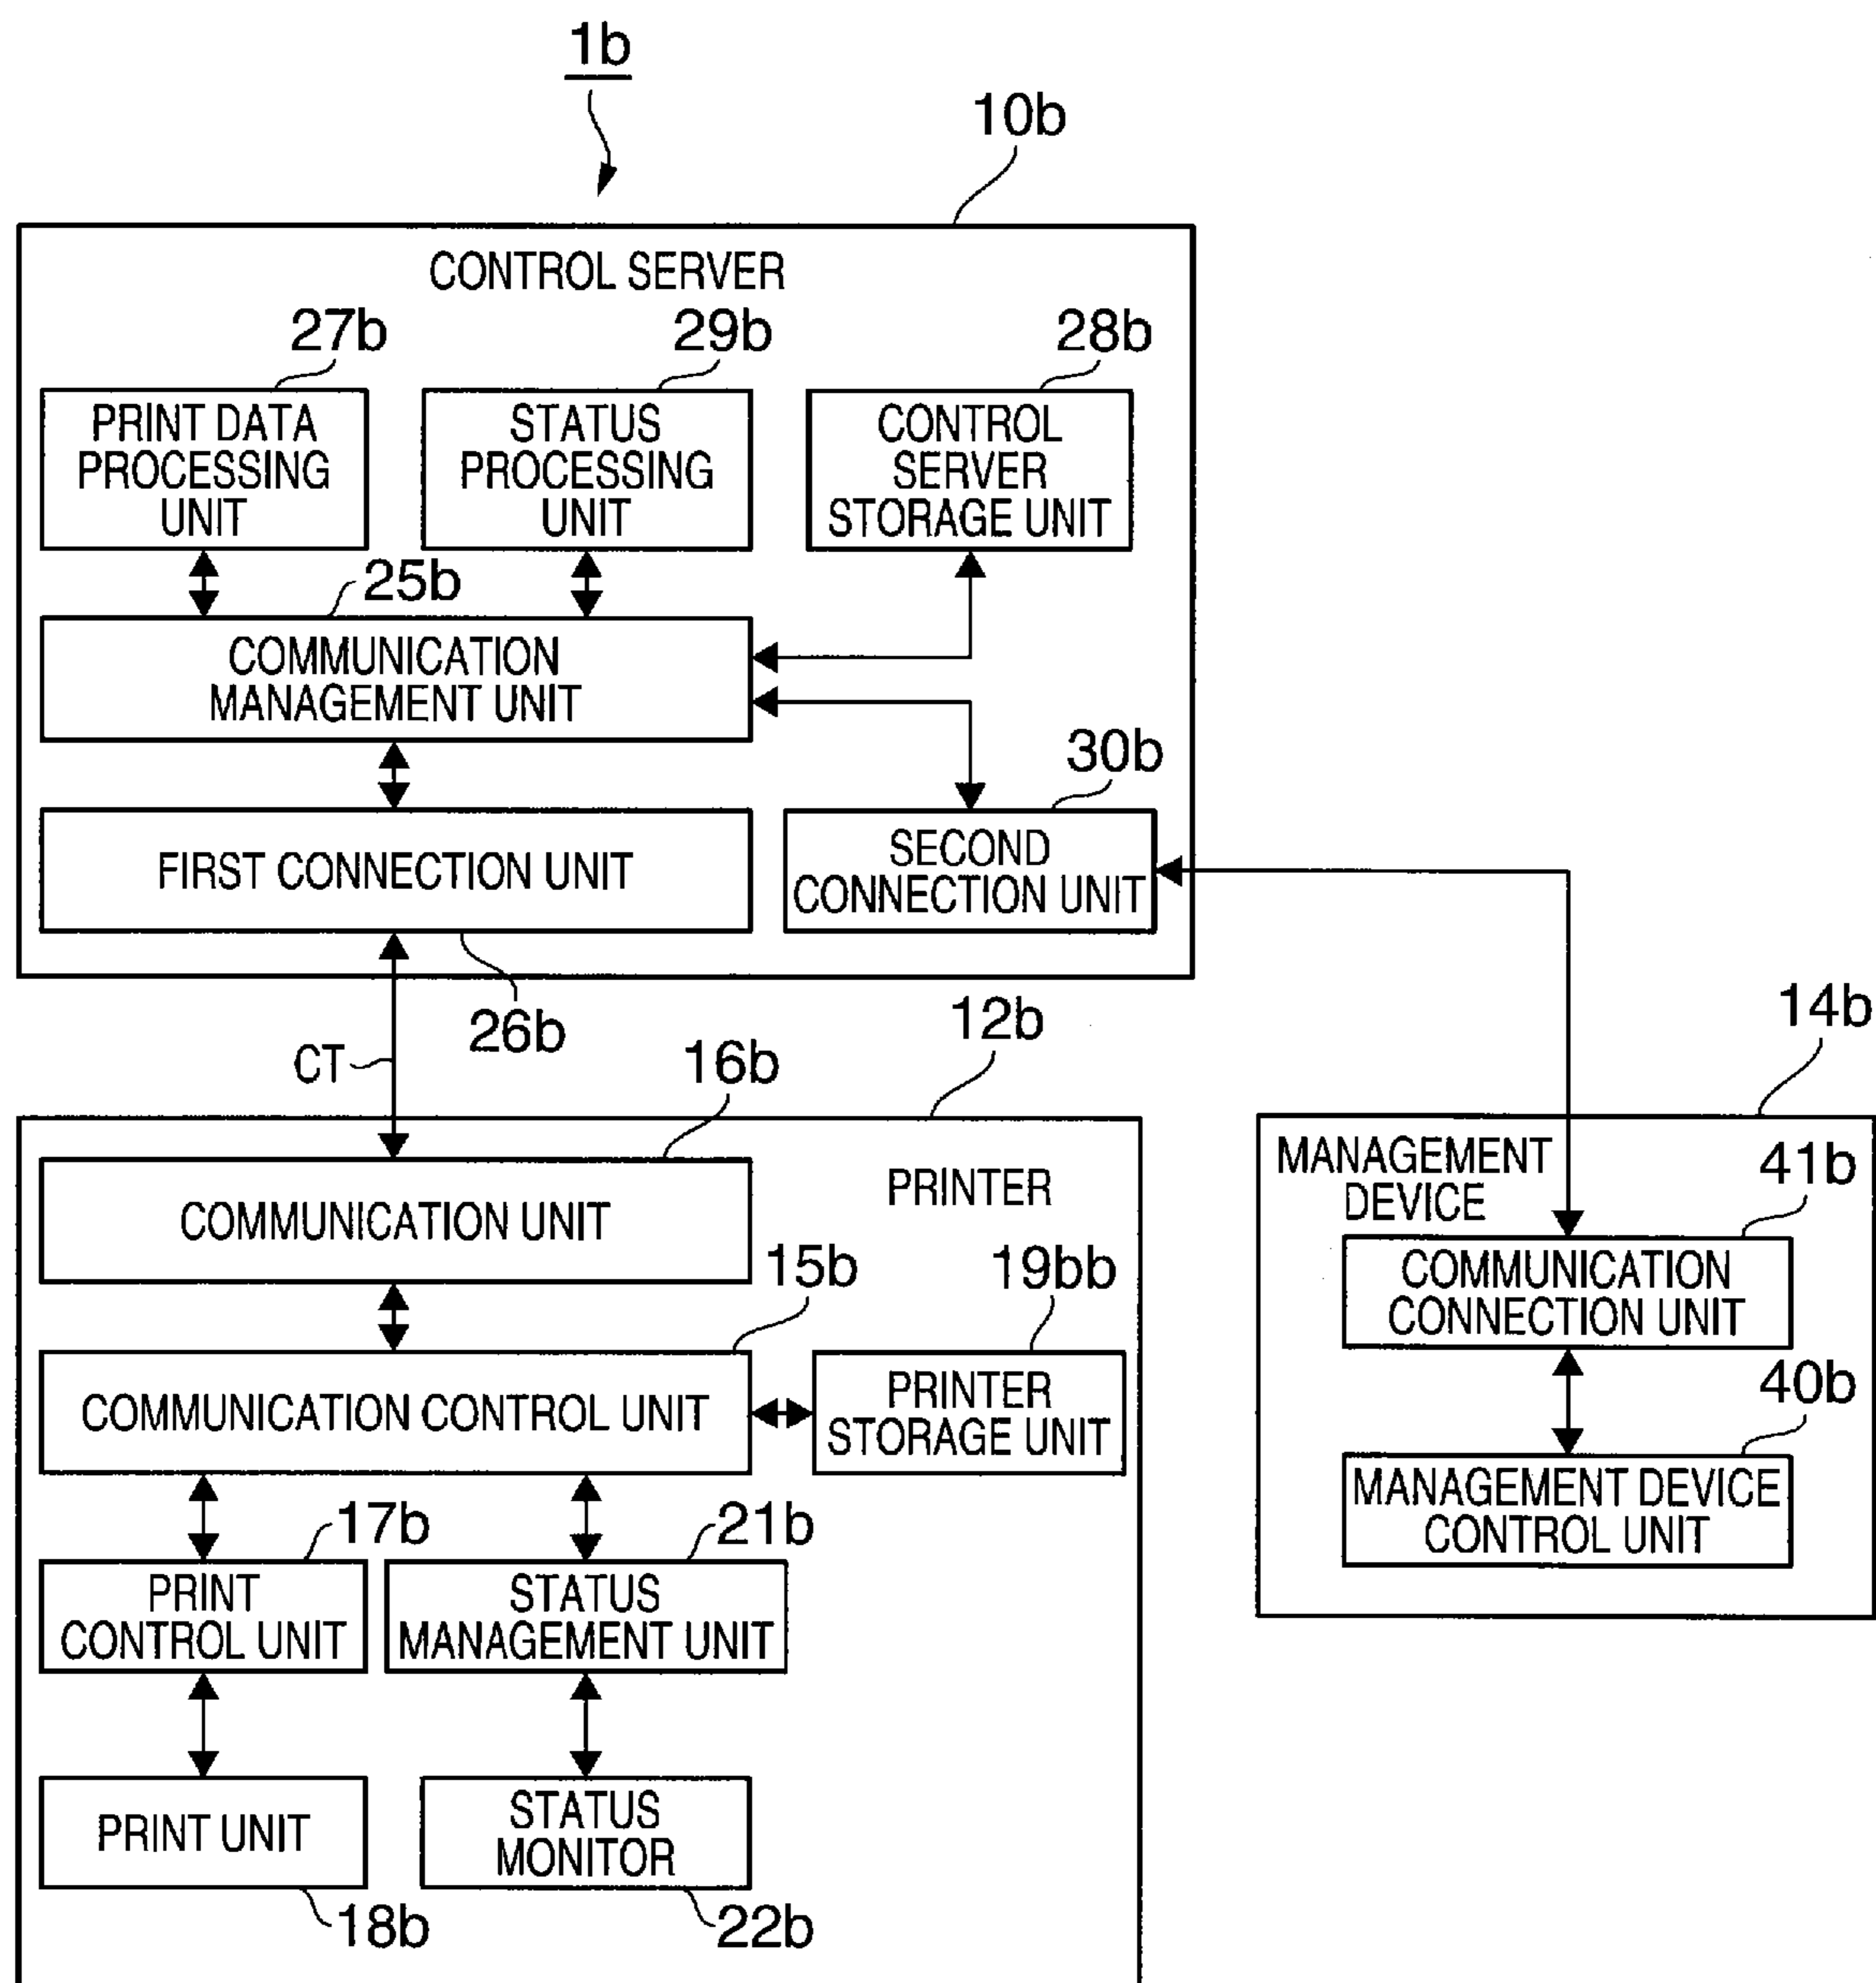 1b
10b
CONTROL SERVER
27b
29b
28b
PRINT DATA
PROCESSING
UNIT
STATUS
PROCESSING
UNIT
CONTROL
SERVER
STORAGE UNIT
25b
COMMUNICATION
MANAGEMENT UNIT
30b
FIRST CONNECTION UNIT
SECOND
CONNECTION UNIT
26b
CT
12b
14b
16b
COMMUNICATION UNIT
PRINTER
MANAGEMENT
DEVICE
41b
15b
19bb
COMMUNICATION
CONNECTION UNIT
COMMUNICATION CONTROL UNIT
PRINTER
STORAGE UNIT
40b
MANAGEMENT DEVICE
CONTROL UNIT
17b
21b
PRINT
CONTROL UNIT
STATUS
MANAGEMENT UNIT
PRINT UNIT
STATUS
MONITOR
18b
22b